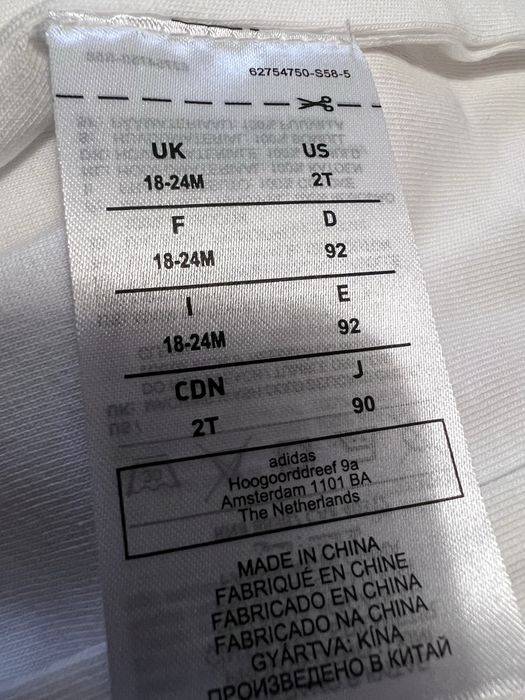 62754750-S58-5
UK US
18-24M 2T
F D
18-24M 92
I E
18-24M 92
CDN J
2T 90
adidas
Hoogoorddreef 9a
Amsterdam 1101 BA
The Netherlands
MADE IN CHINA
FABRIQUÉ EN CHINE
FABRICADO EN CHINA
FABRICADO NA CHINA
GYÁRTVA: KÍNA
ПРОИЗВЕДЕНО В КИТАЙ